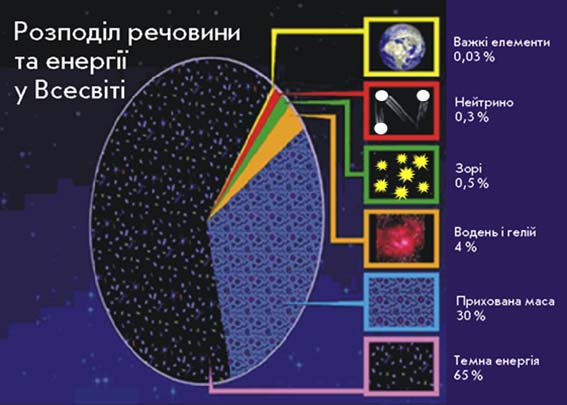 Розподіл речовини
та енергії
у Всесвіті
Важкі елементи
0,03 %
Нейтрино
0,3 %
Зорі
0,5 %
Водень і гелій
4 %
Прихована маса
30 %
Темна енергія
65 %